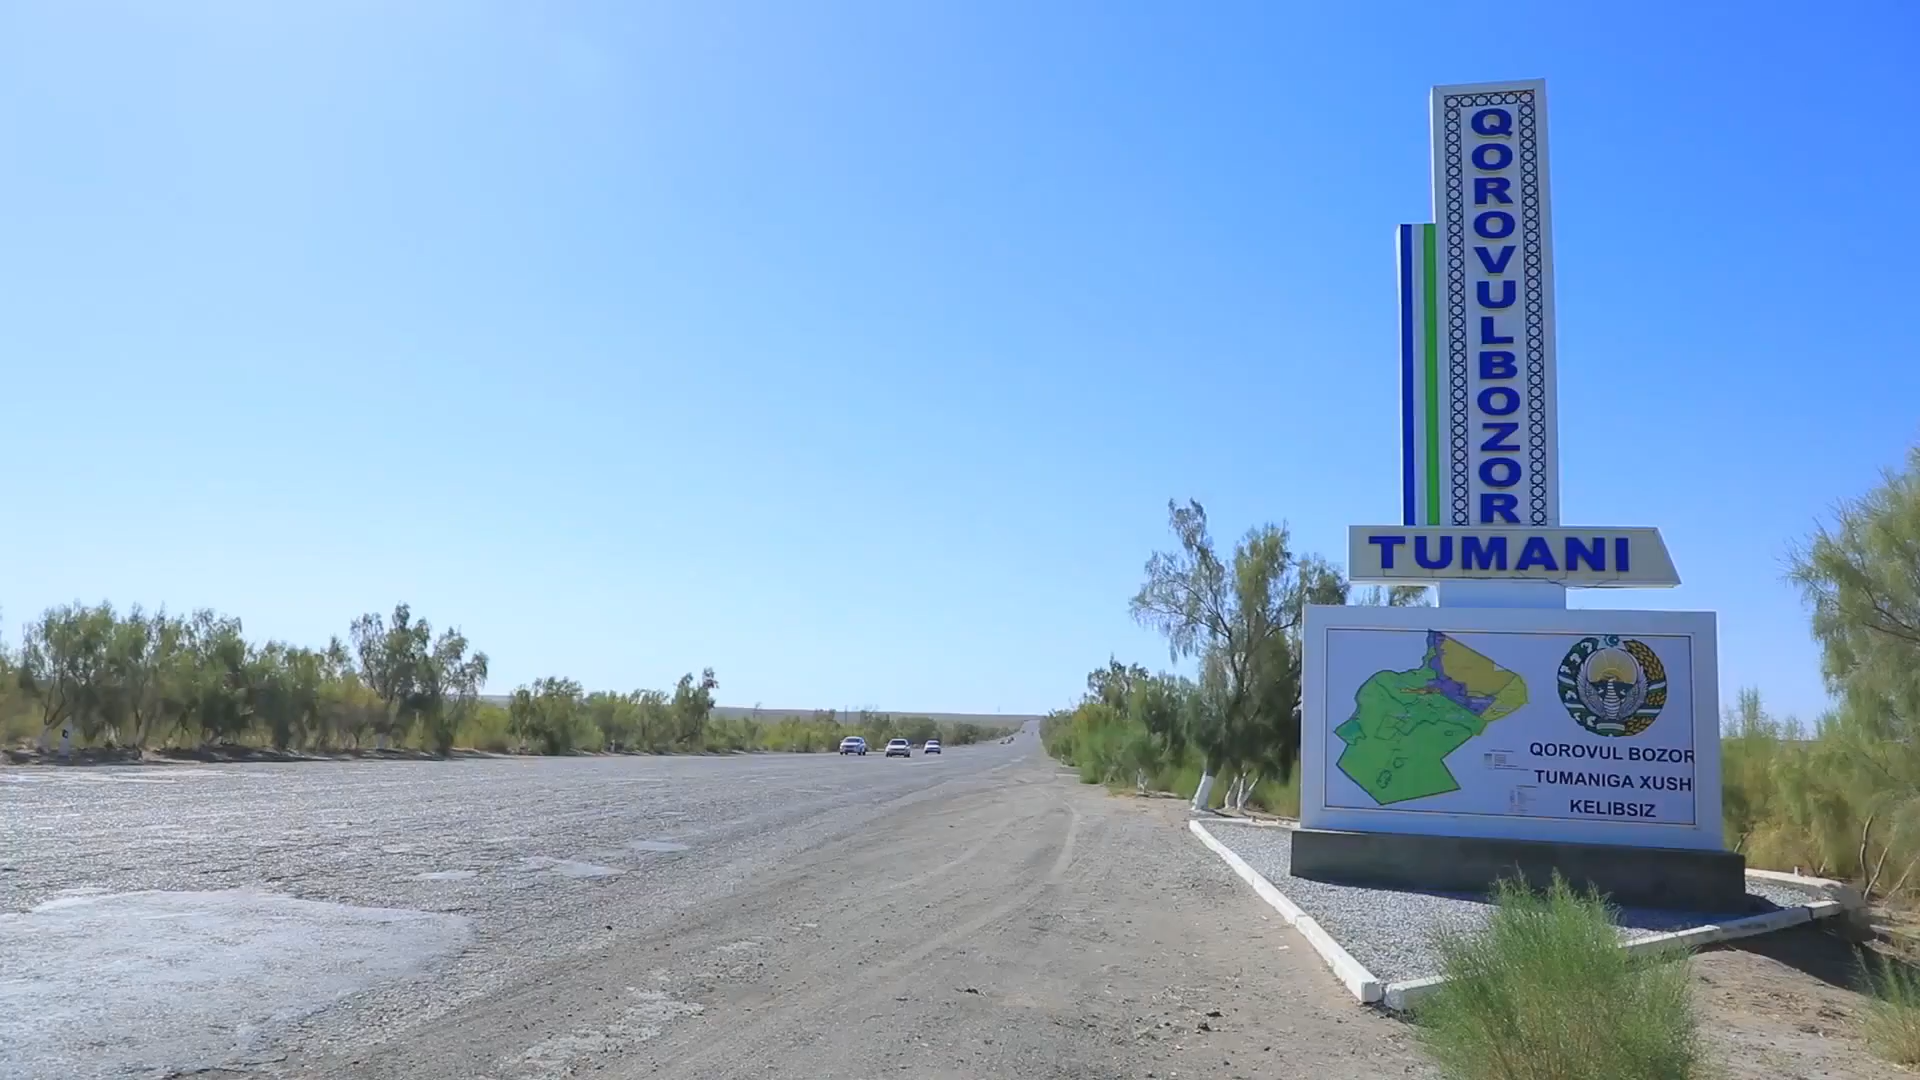 QOROVULBOZOR
TUMANI
QOROVUL BOZOR
TUMANIGA XUSH
KELIBSIZ